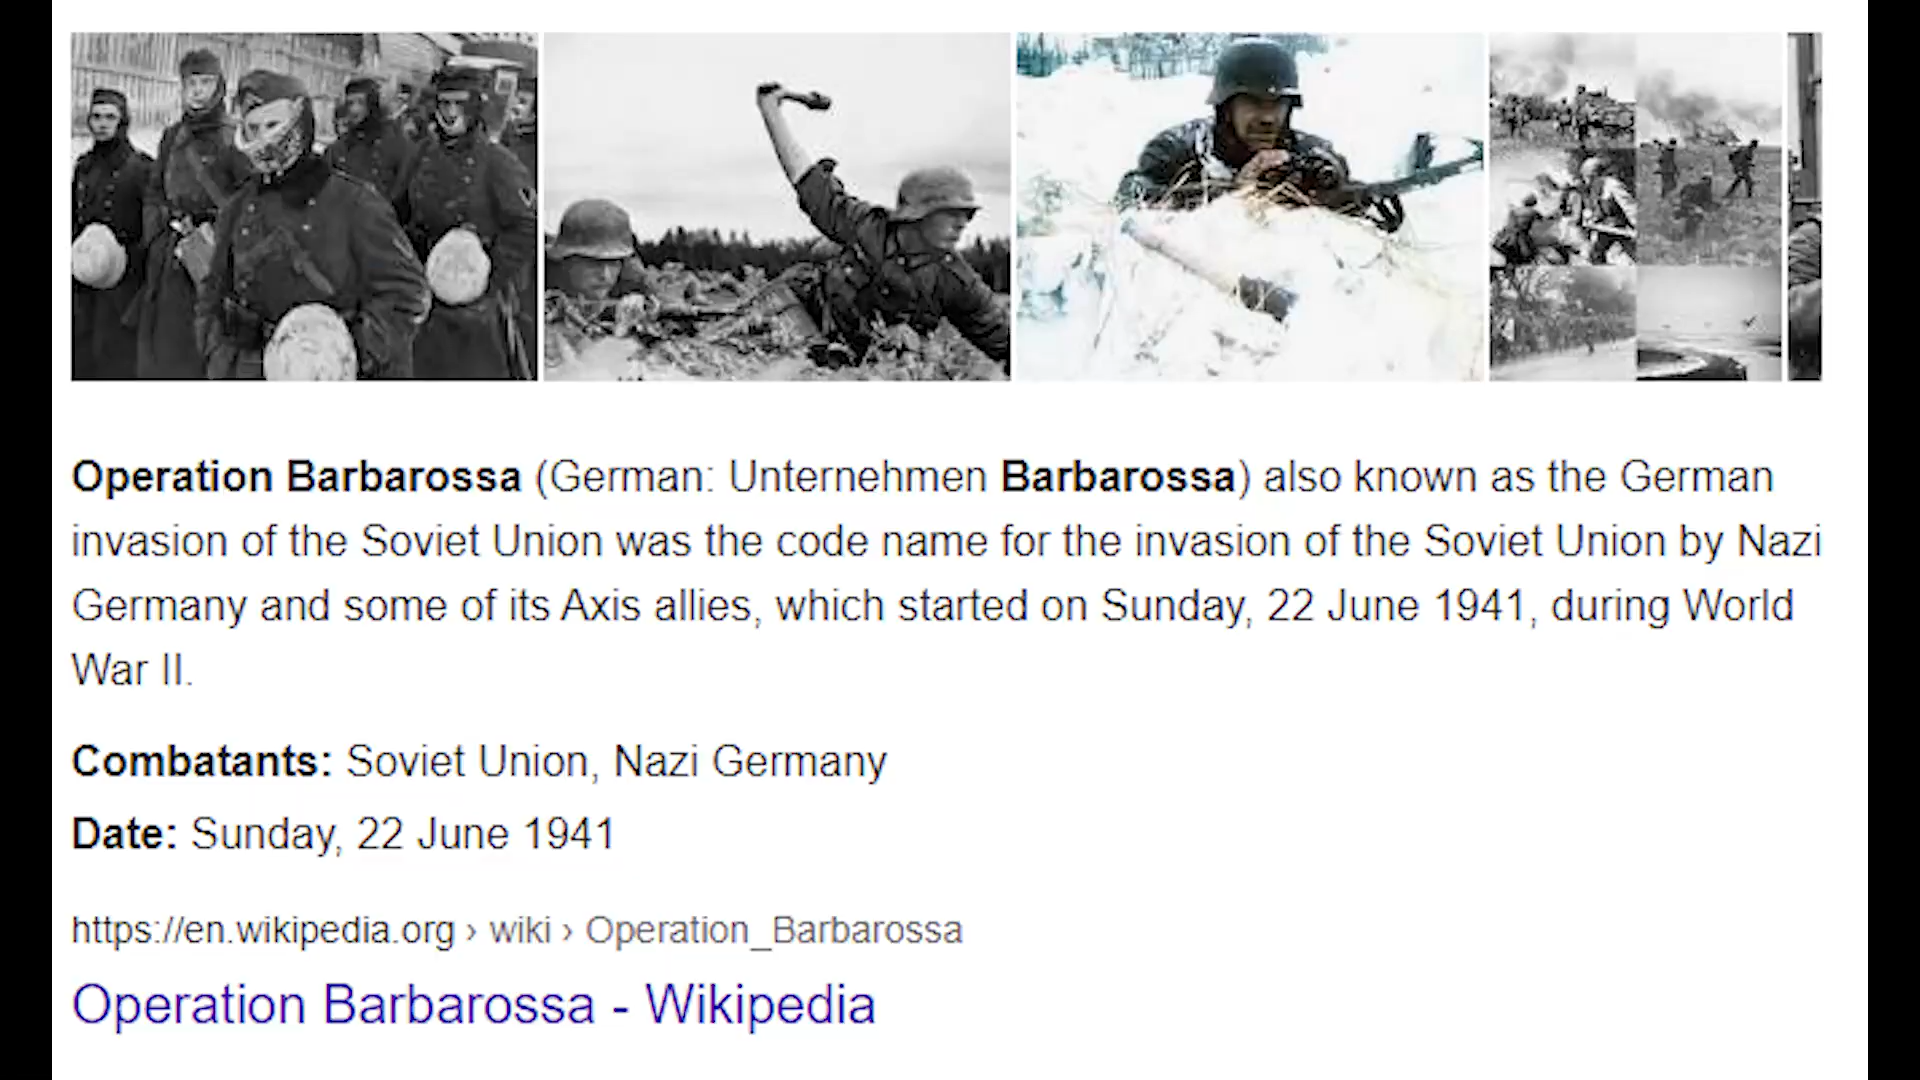 Operation Barbarossa (German: Unternehmen Barbarossa) also known as the German
invasion of the Soviet Union was the code name for the invasion of the Soviet Union by Nazi
Germany and some of its Axis allies, which started on Sunday, 22 June 1941, during World
War II.
Combatants: Soviet Union, Nazi Germany
Date: Sunday, 22 June 1941
https://en.wikipedia.org › wiki › Operation_Barbarossa
Operation Barbarossa - Wikipedia